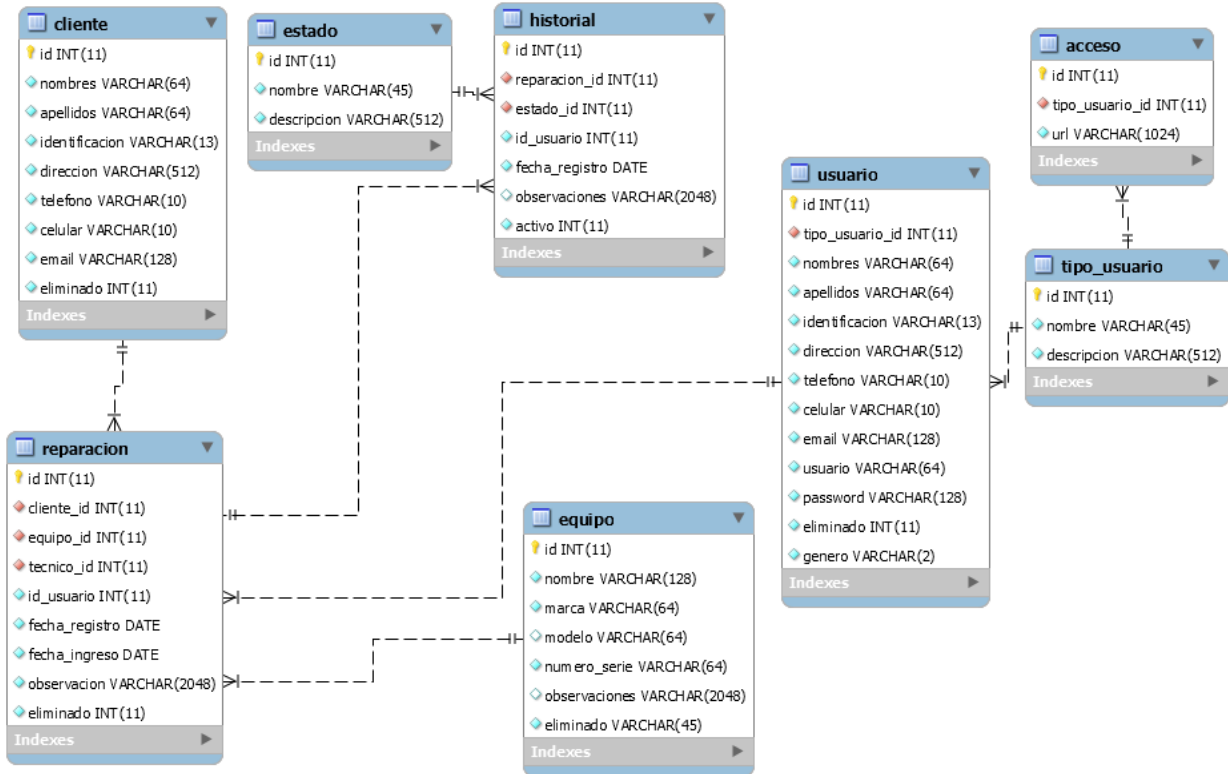 cliente
id INT(11)
nombres VARCHAR(64)
apellidos VARCHAR(64)
identificacion VARCHAR(13)
direccion VARCHAR(512)
telefono VARCHAR(10)
celular VARCHAR(10)
email VARCHAR(128)
eliminado INT(11)
Indexes
estado
id INT(11)
nombre VARCHAR(45)
descripcion VARCHAR(512)
Indexes
historial
id INT(11)
reparacion_id INT(11)
estado_id INT(11)
id_usuario INT(11)
fecha_registro DATE
observaciones VARCHAR(2048)
activo INT(11)
Indexes
acceso
id INT(11)
tipo_usuario_id INT(11)
url VARCHAR(1024)
Indexes
usuario
id INT(11)
tipo_usuario_id INT(11)
nombres VARCHAR(64)
apellidos VARCHAR(64)
identificacion VARCHAR(13)
direccion VARCHAR(512)
telefono VARCHAR(10)
celular VARCHAR(10)
email VARCHAR(128)
usuario VARCHAR(64)
password VARCHAR(128)
eliminado INT(11)
genero VARCHAR(2)
Indexes
tipo_usuario
id INT(11)
nombre VARCHAR(45)
descripcion VARCHAR(512)
Indexes
reparacion
id INT(11)
cliente_id INT(11)
equipo_id INT(11)
tecnico_id INT(11)
id_usuario INT(11)
fecha_registro DATE
fecha_ingreso DATE
observacion VARCHAR(2048)
eliminado INT(11)
Indexes
equipo
id INT(11)
nombre VARCHAR(128)
marca VARCHAR(64)
modelo VARCHAR(64)
numero_serie VARCHAR(64)
observaciones VARCHAR(2048)
eliminado VARCHAR(45)
Indexes